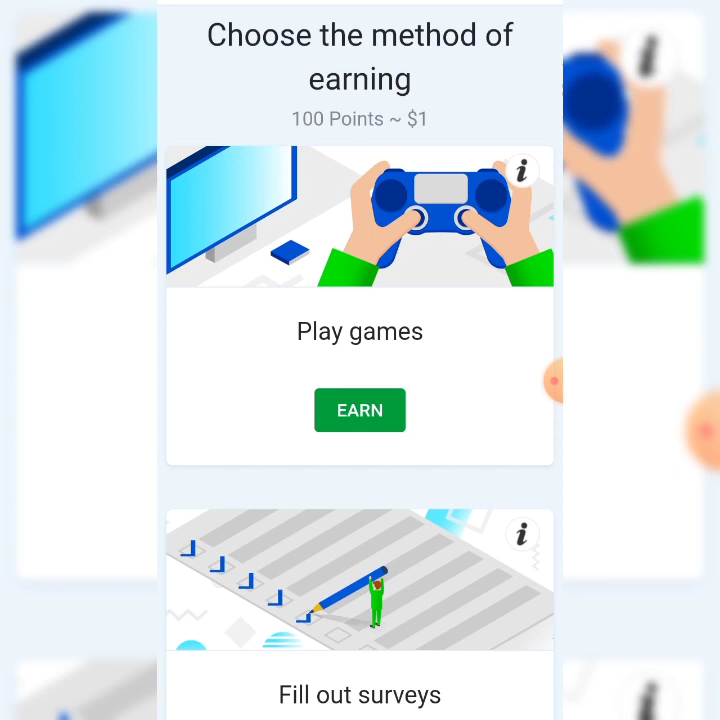 Choose the method of
earning
100 Points ~ $1
i
Play games
EARN
i
Fill out surveys